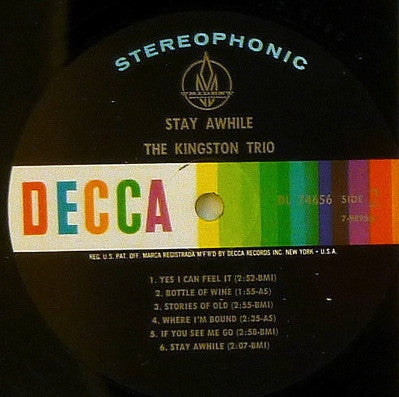 STEREOPHONIC
TRIDENT
STAY AWHILE
THE KINGSTON TRIO
DECCA
DL 74656 SIDE
REG. U.S. PAT. OFF. MARCA REGISTRADA M'F'R'D BY DECCA RECORDS INC. NEW YORK • U.S.A.
1. YES I CAN FEEL IT (2:52-BMI)
2. BOTTLE OF WINE (1:55-AS)
3. STORIES OF OLD (2:55-BMI)
4. WHERE I'M BOUND (2:35-AS)
5. IF YOU SEE ME GO (2:58-BMI)
6. STAY AWHILE (2:07-BMI)